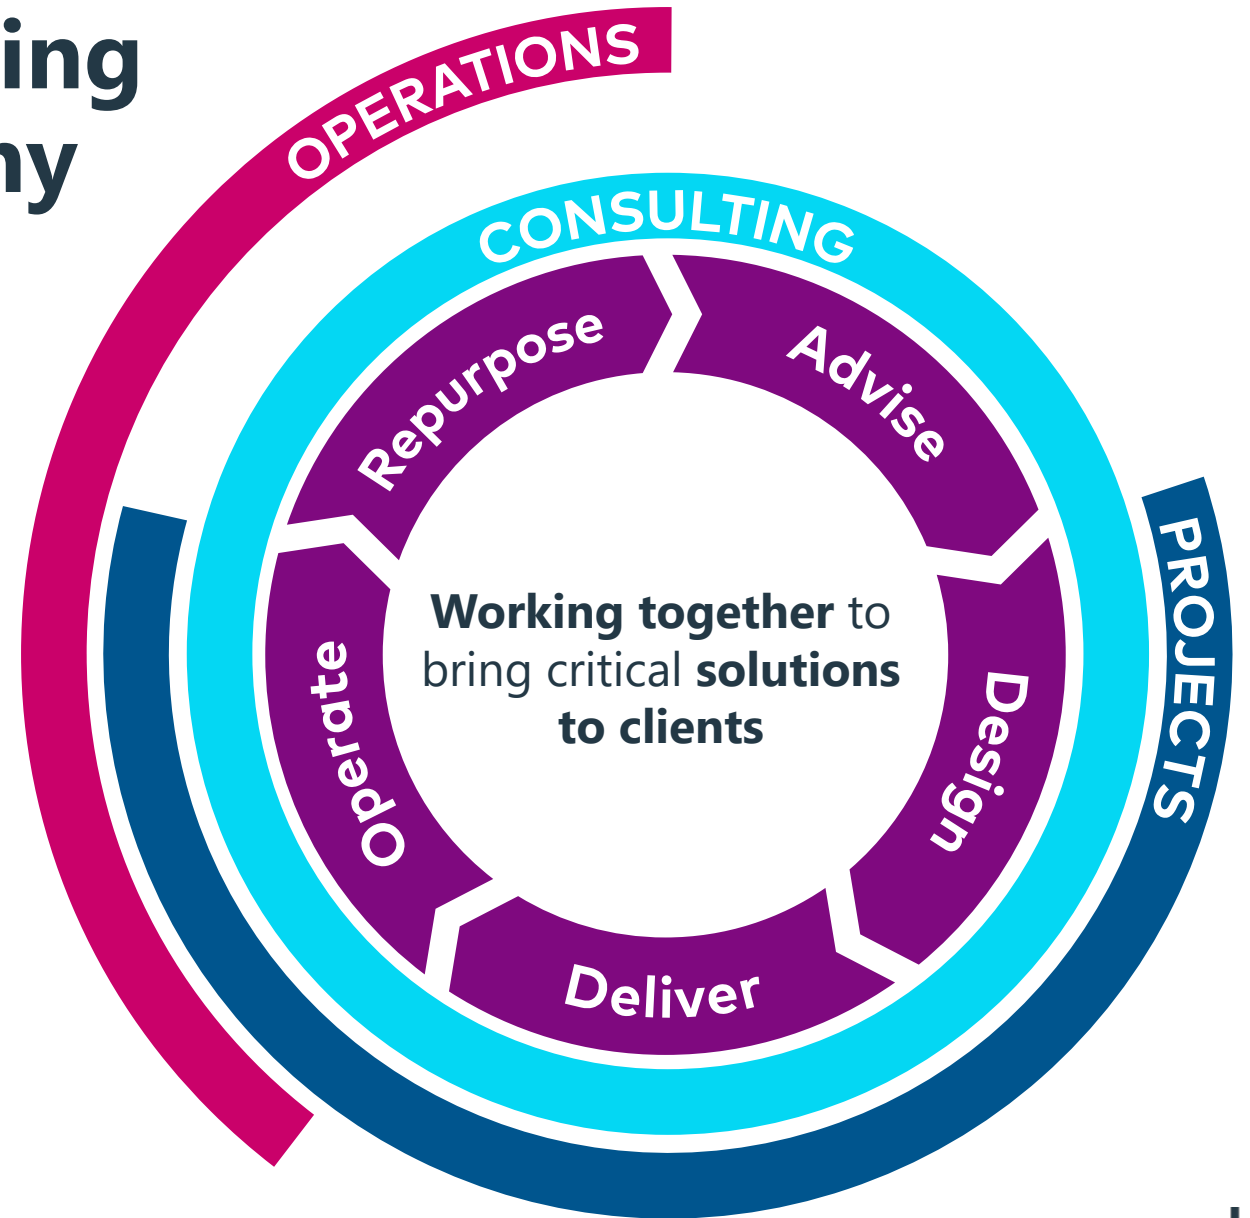 ing
ny
OPERATIONS
CONSULTING
PROJECTS
Repurpose
Advise
Design
Deliver
Operate
Working together to
bring critical solutions
to clients